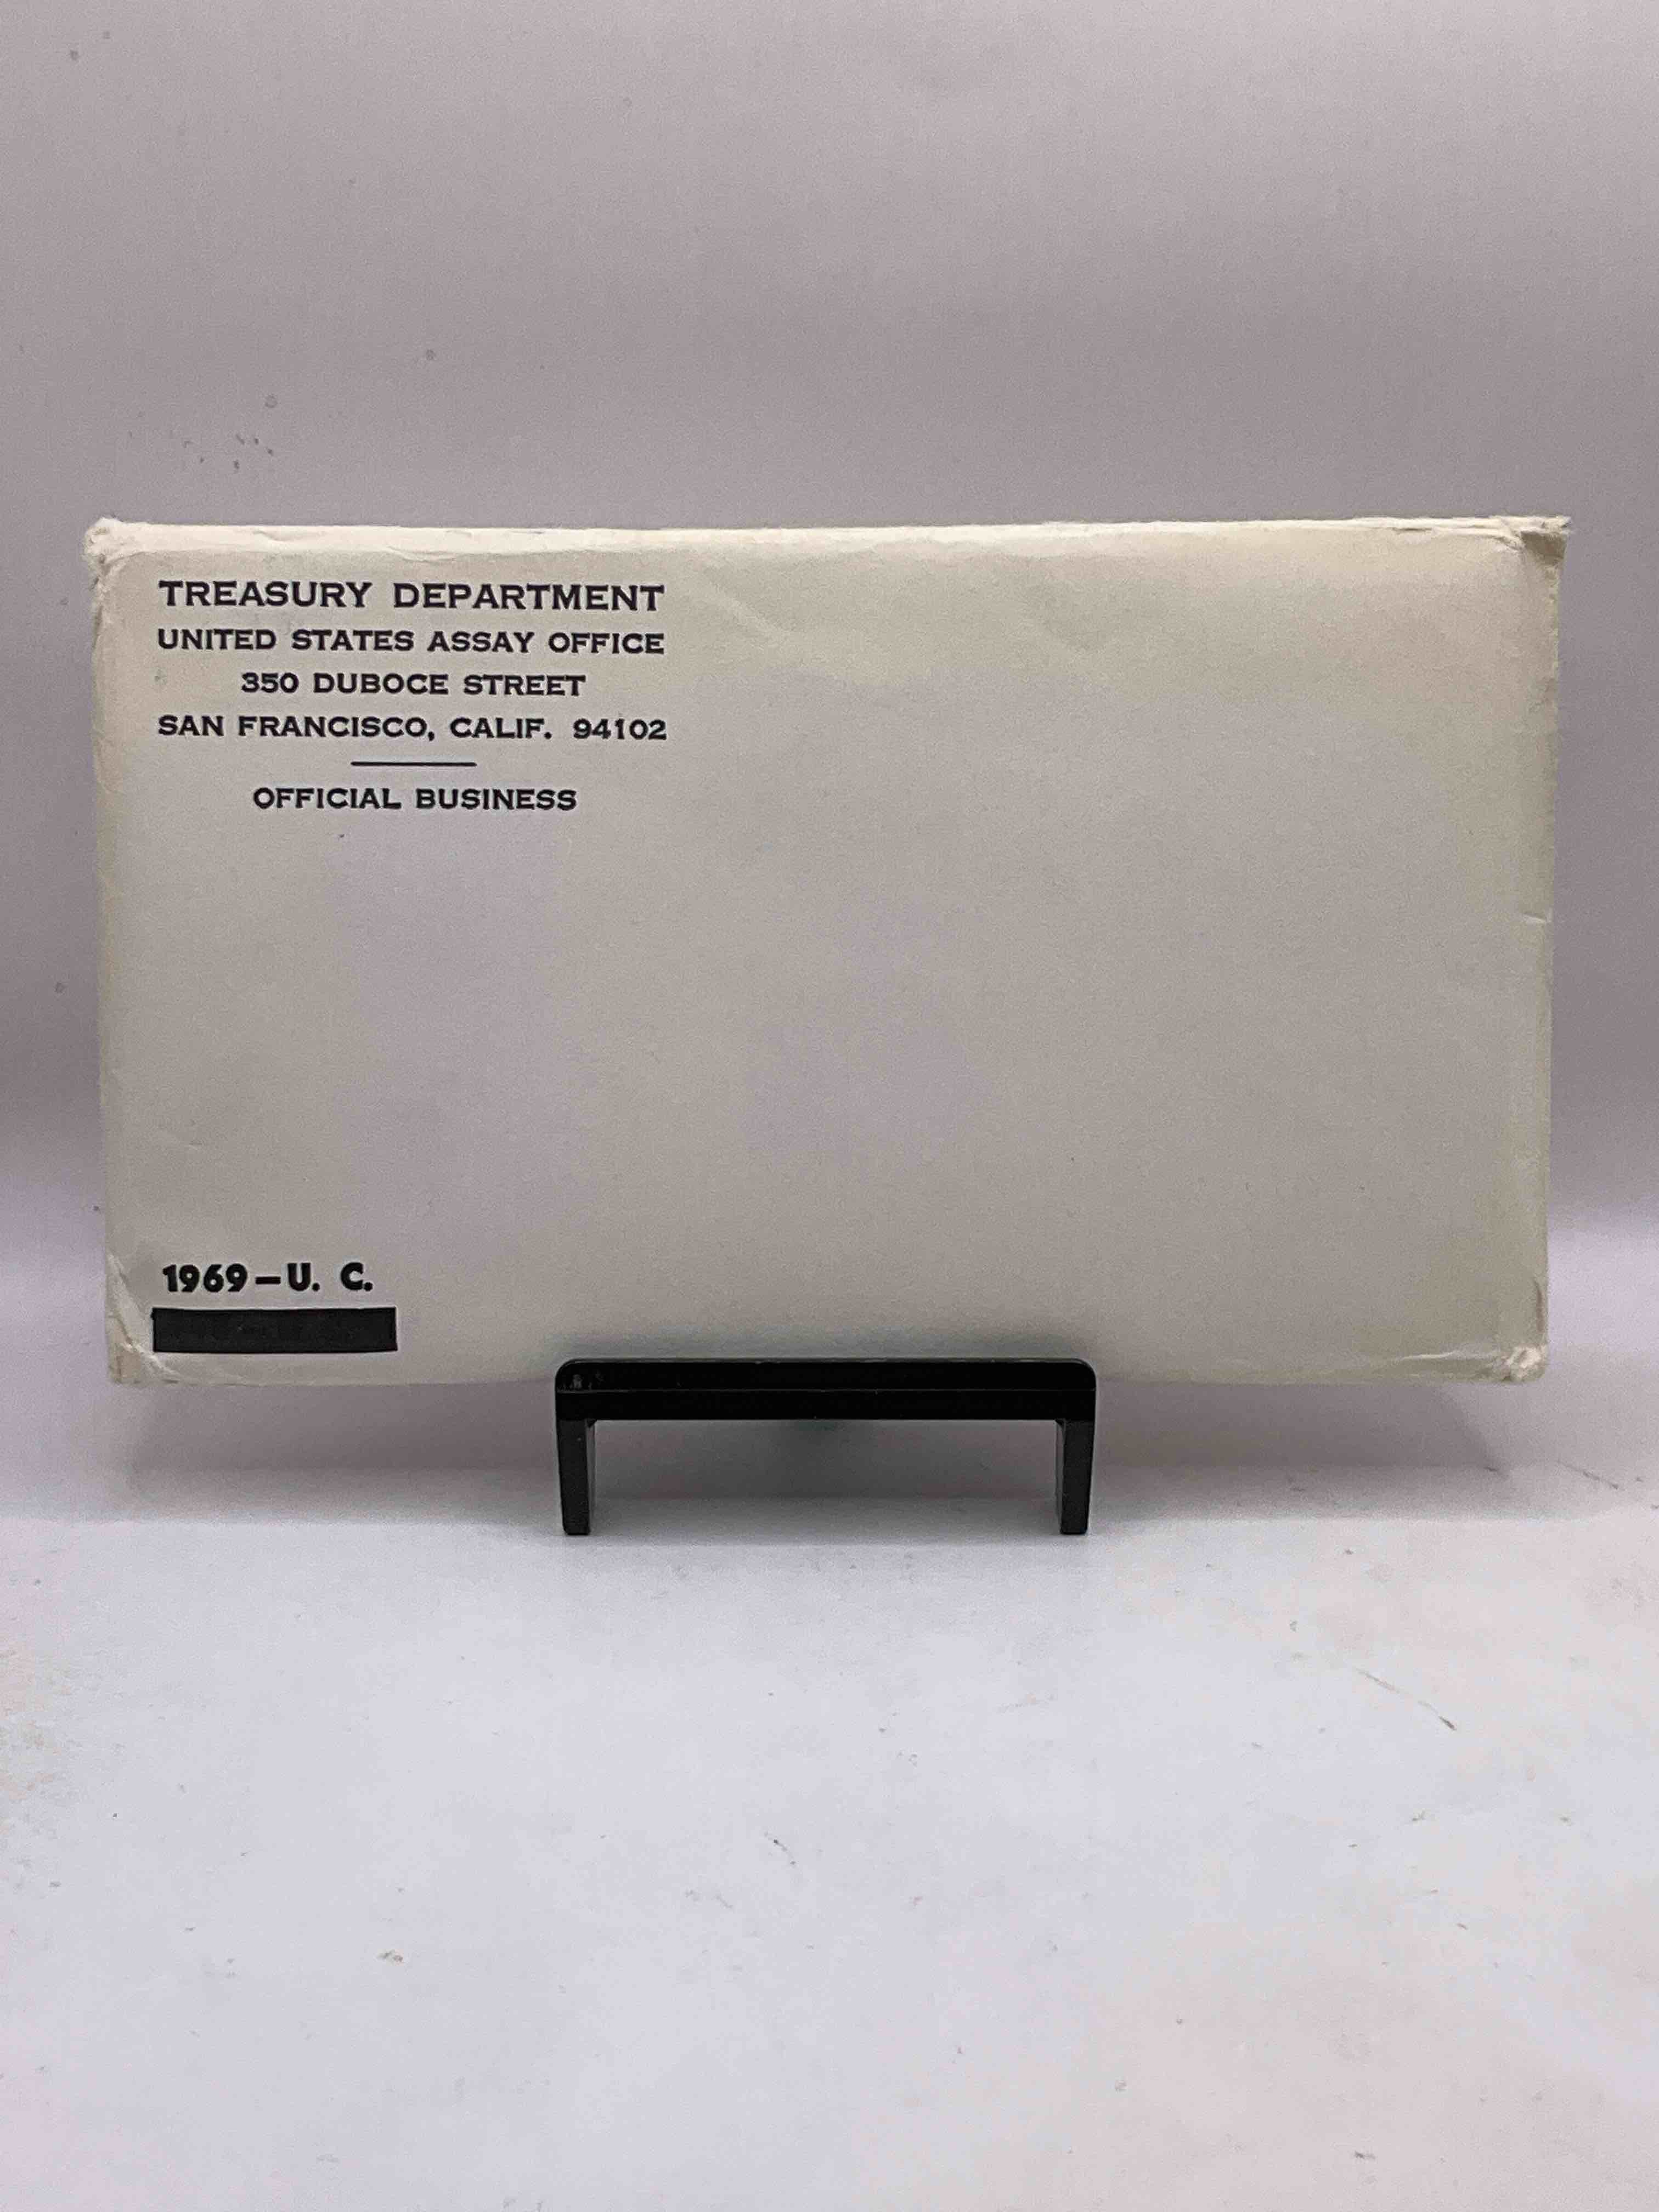 TREASURY DEPARTMENT
UNITED STATES ASSAY OFFICE
350 DUBOCE STREET
SAN FRANCISCO, CALIF. 94102
OFFICIAL BUSINESS
1969–U. C.